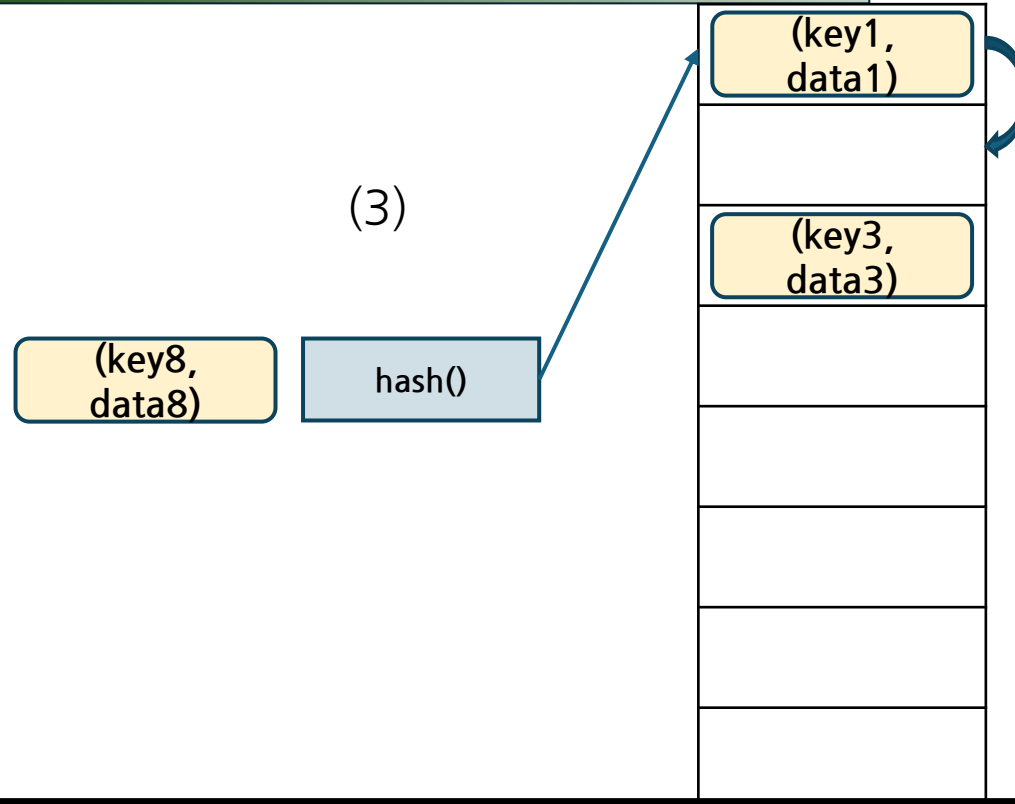 (key1,
data1)
(3)
(key3,
data3)
(key8,
data8)
hash()